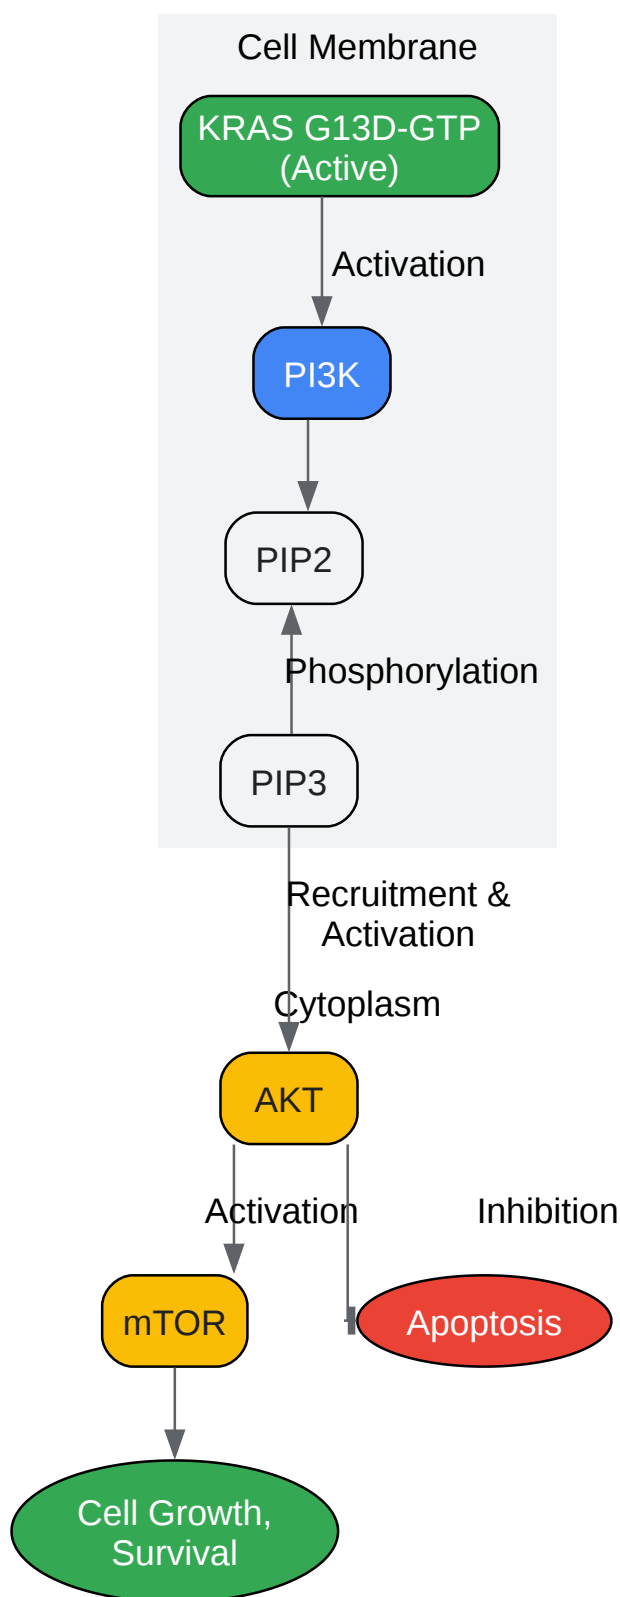 Cell Membrane
KRAS G13D-GTP
(Active)
Activation
PI3K
PIP2
Phosphorylation
PIP3
Recruitment &
Activation
Cytoplasm
AKT
Activation
Inhibition
mTOR
Apoptosis
Cell Growth,
Survival